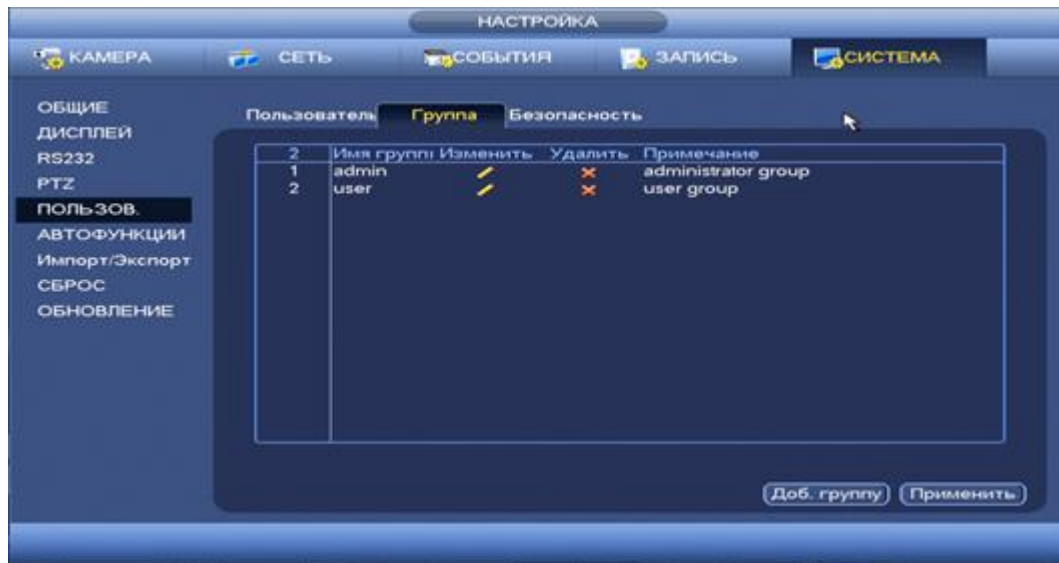 НАСТРОЙКА
КАМЕРА СЕТЬ СОБЫТИЯ ЗАПИСЬ СИСТЕМА
ОБЩИЕ
ДИСПЛЕЙ
RS232
PTZ
ПОЛЬЗОВ.
АВТОФУНКЦИИ
Импорт/Экспорт
СБРОС
ОБНОВЛЕНИЕ
Пользователь Группа Безопасность
2 Имя групп Изменить Удалить Примечание
1 admin administrator group
2 user user group
Доб. группу Применить